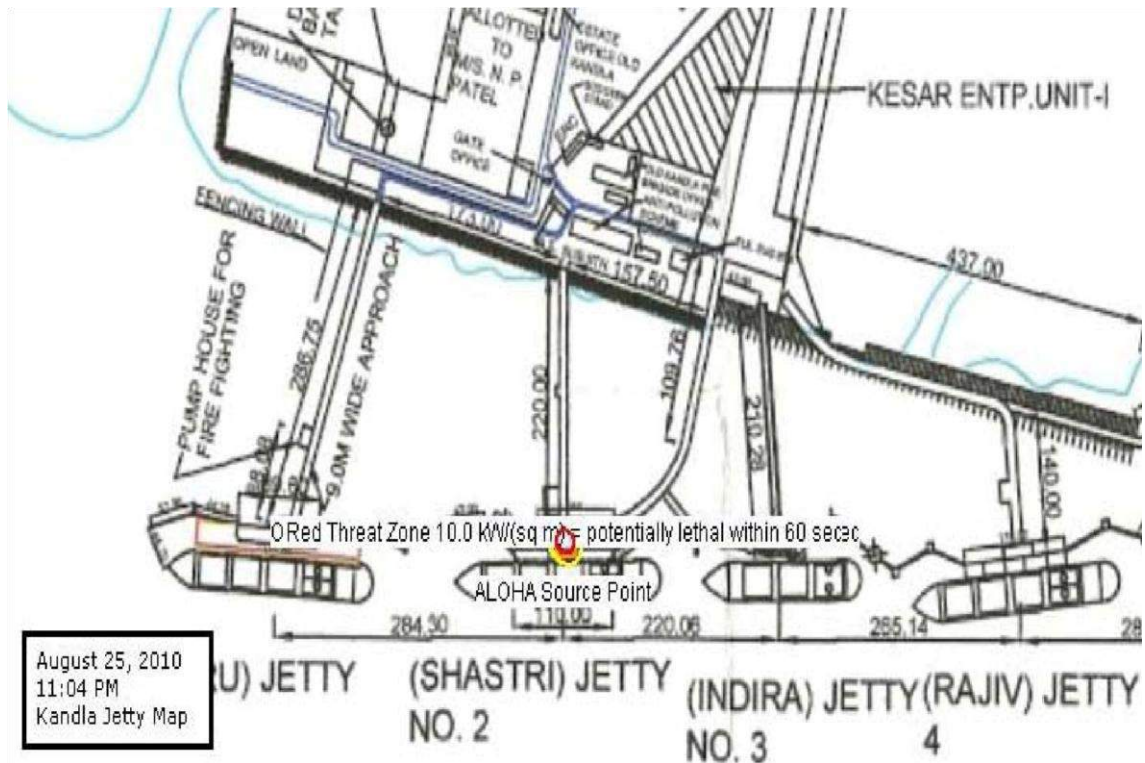 ALLOTTED
TO
M/S. N. P.
PATEL
OPEN LAND
ESTATE
OFFICE OLD
KANDLA
KESAR ENTP.UNIT-I
GATE
OFFICE
FENCING WALL
173.00
157.50
437.00
PUMP HOUSE FOR
FIRE FIGHTING
286.75
9.0M WIDE APPROACH
220.00
109.76
210.28
140.00
O Red Threat Zone 10.0 kW/(sq m) = potentially lethal within 60 sec
ALOHA Source Point
110.00
284.30
220.06
265.14
August 25, 2010
11:04 PM
Kandla Jetty Map
RU) JETTY
(SHASTRI) JETTY
NO. 2
(INDIRA) JETTY
NO. 3
(RAJIV) JETTY
4